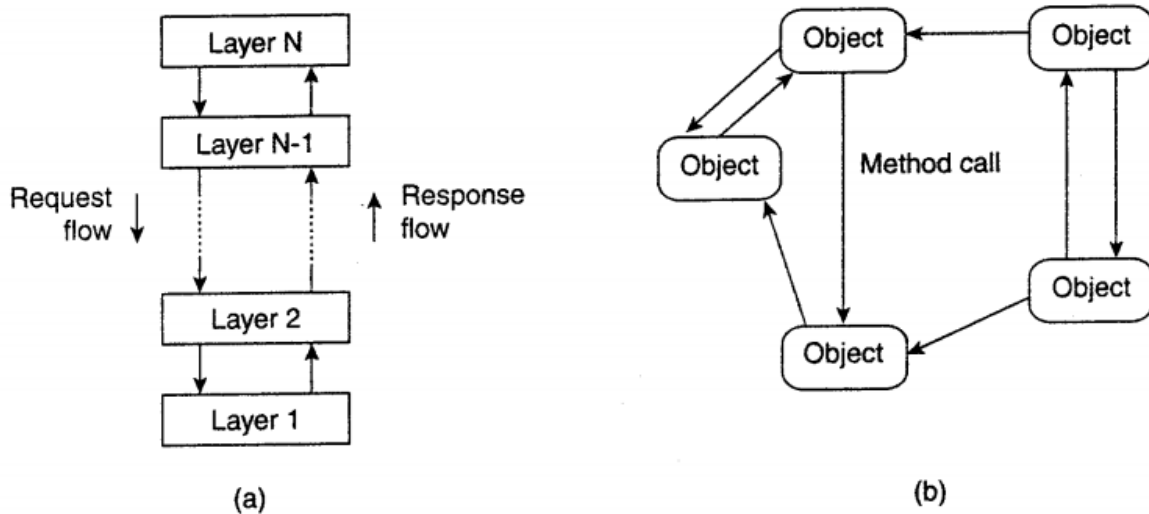 Layer N
Layer N-1
Request
flow
Response
flow
Layer 2
Layer 1
(a)
Object
Object
Object
Method call
Object
Object
(b)